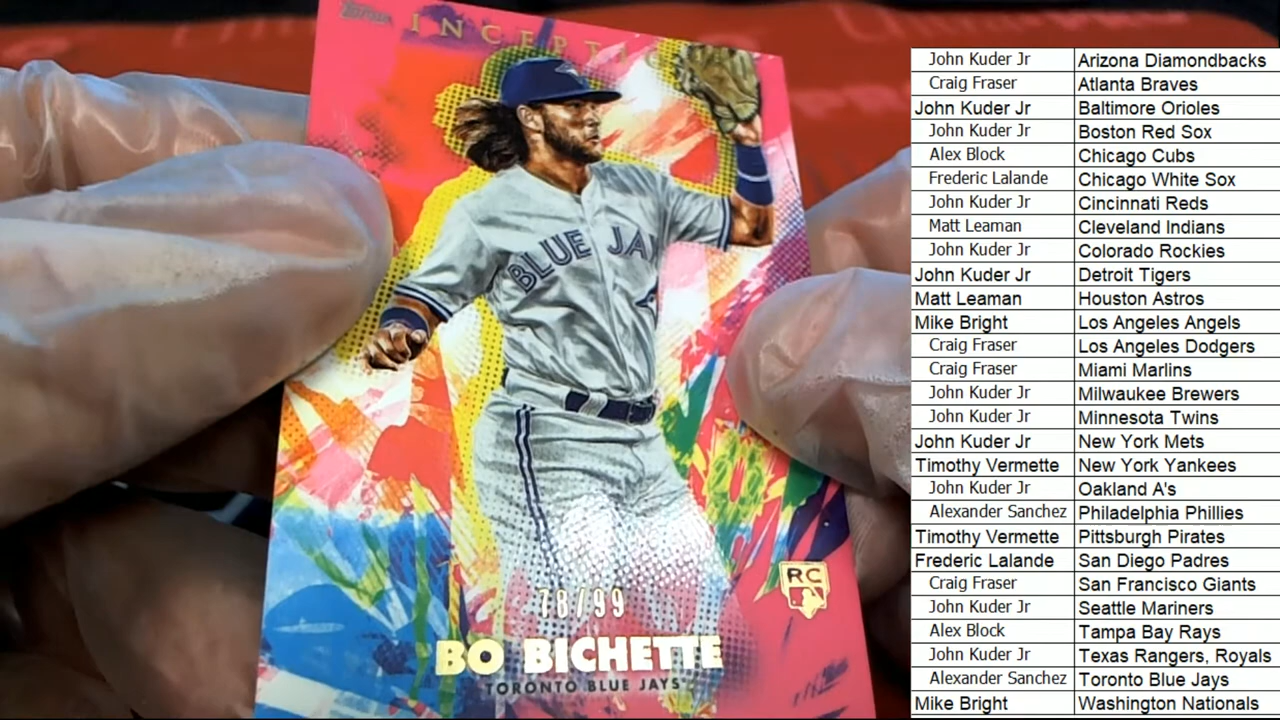 Topps
INCEPTIO
BLUE JA
78/99
RC
BO BICHETTE
TORONTO BLUE JAYS
John Kuder Jr Arizona Diamondbacks
Craig Fraser Atlanta Braves
John Kuder Jr Baltimore Orioles
John Kuder Jr Boston Red Sox
Alex Block Chicago Cubs
Frederic Lalande Chicago White Sox
John Kuder Jr Cincinnati Reds
Matt Leaman Cleveland Indians
John Kuder Jr Colorado Rockies
John Kuder Jr Detroit Tigers
Matt Leaman Houston Astros
Mike Bright Los Angeles Angels
Craig Fraser Los Angeles Dodgers
Craig Fraser Miami Marlins
John Kuder Jr Milwaukee Brewers
John Kuder Jr Minnesota Twins
John Kuder Jr New York Mets
Timothy Vermette New York Yankees
John Kuder Jr Oakland A's
Alexander Sanchez Philadelphia Phillies
Timothy Vermette Pittsburgh Pirates
Frederic Lalande San Diego Padres
Craig Fraser San Francisco Giants
John Kuder Jr Seattle Mariners
Alex Block Tampa Bay Rays
John Kuder Jr Texas Rangers, Royals
Alexander Sanchez Toronto Blue Jays
Mike Bright Washington Nationals